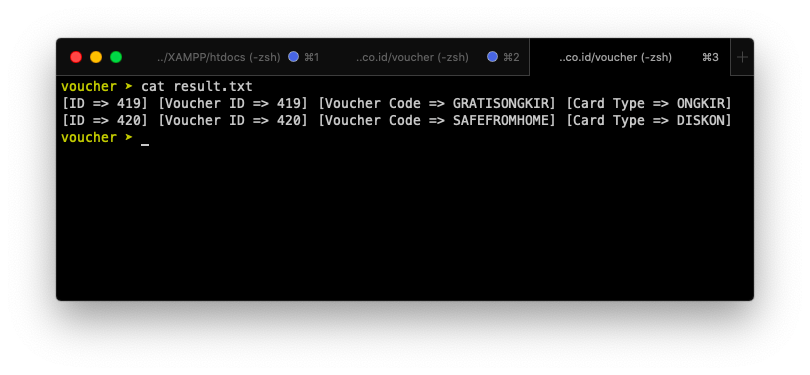 ../XAMPP/htdocs (-zsh) ⌘1 ..co.id/voucher (-zsh) ⌘2 ..co.id/voucher (-zsh) ⌘3 +
voucher ➤ cat result.txt
[ID => 419] [Voucher ID => 419] [Voucher Code => GRATISONGKIR] [Card Type => ONGKIR]
[ID => 420] [Voucher ID => 420] [Voucher Code => SAFEFROMHOME] [Card Type => DISKON]
voucher ➤ _